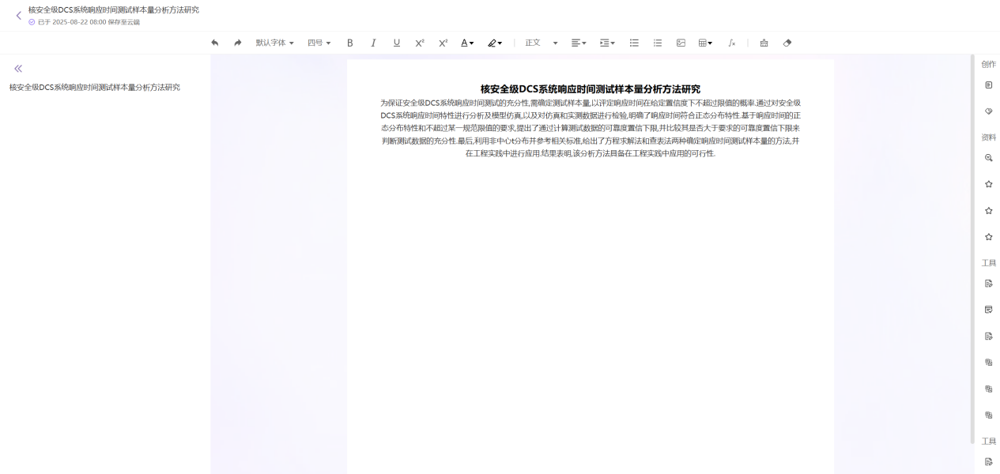 核安全级DCS系统响应时间测试样本量分析方法研究
已于 2025-08-22 08:00 保存至云端
默认字体 四号 B I U X² X² A 正文
核安全级DCS系统响应时间测试样本量分析方法研究
创作
资料
工具
工具
核安全级DCS系统响应时间测试样本量分析方法研究
为保证安全级DCS系统响应时间测试的充分性,需确定测试样本量,以评定响应时间在给定置信度下不超过限值的概率.通过对安全级
DCS系统响应时间特性进行分析及模型仿真,以及对仿真和实测数据进行检验,明确了响应时间符合正态分布特性.基于响应时间的正
态分布特性和不超过某一规范限值的要求,提出了通过计算测试数据的可靠度置信下限,并比较其是否大于要求的可靠度置信下限来
判断测试数据的充分性.最后,利用非中心t分布并参考相关标准,给出了方程求解法和查表法两种确定响应时间测试样本量的方法,并
在工程实践中进行应用.结果表明,该分析方法具备在工程实践中应用的可行性.